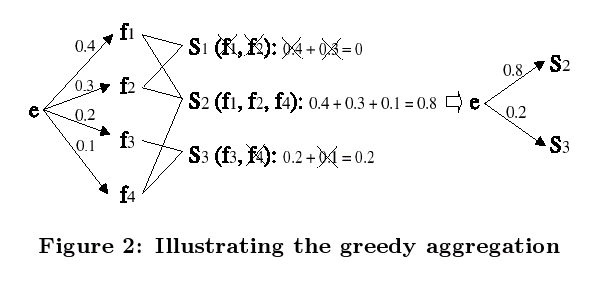 0.4 f1 S1 (f1, f2): 0.4 + 0.3 = 0
0.3 f2
e S2 (f1, f2, f4): 0.4 + 0.3 + 0.1 = 0.8 e 0.8 S2
0.2 f3 0.2 S3
0.1 S3 (f3, f4): 0.2 + 0.1 = 0.2
f4
Figure 2: Illustrating the greedy aggregation